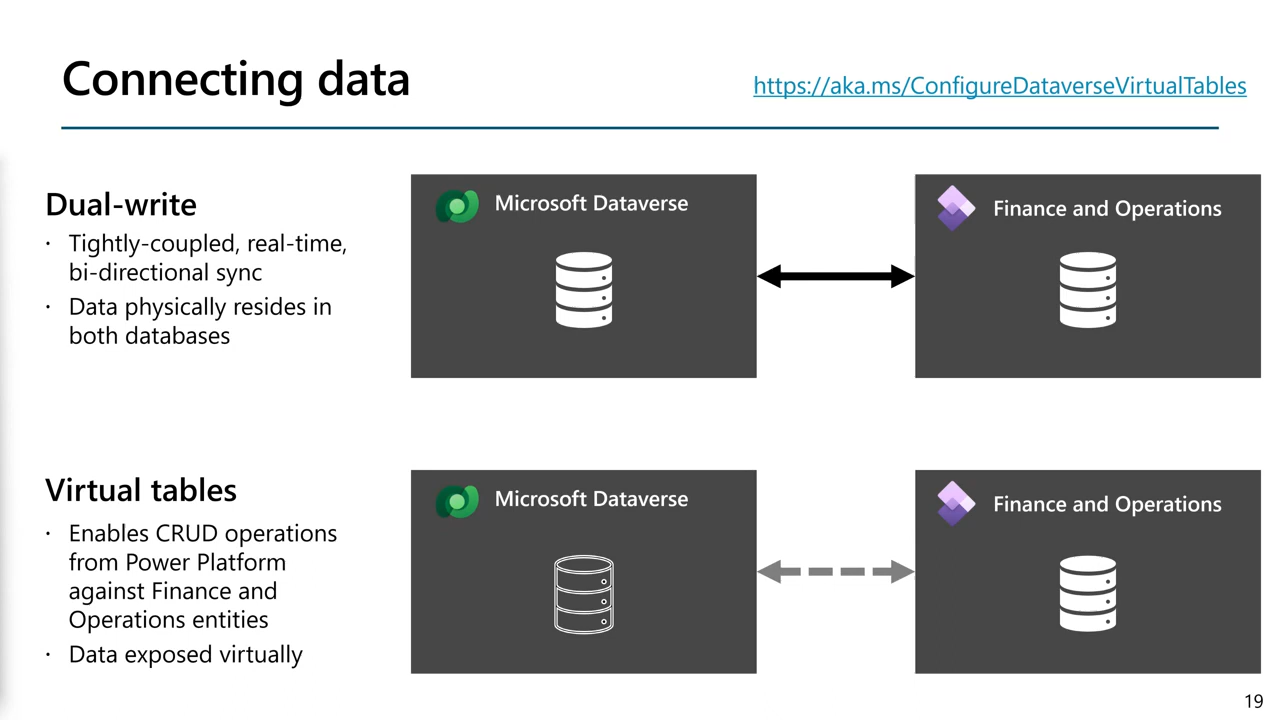 Connecting data
https://aka.ms/ConfigureDataverseVirtualTables
Dual-write
· Tightly-coupled, real-time,
bi-directional sync
· Data physically resides in
both databases
Microsoft Dataverse
Finance and Operations
Virtual tables
· Enables CRUD operations
from Power Platform
against Finance and
Operations entities
· Data exposed virtually
Microsoft Dataverse
Finance and Operations
19